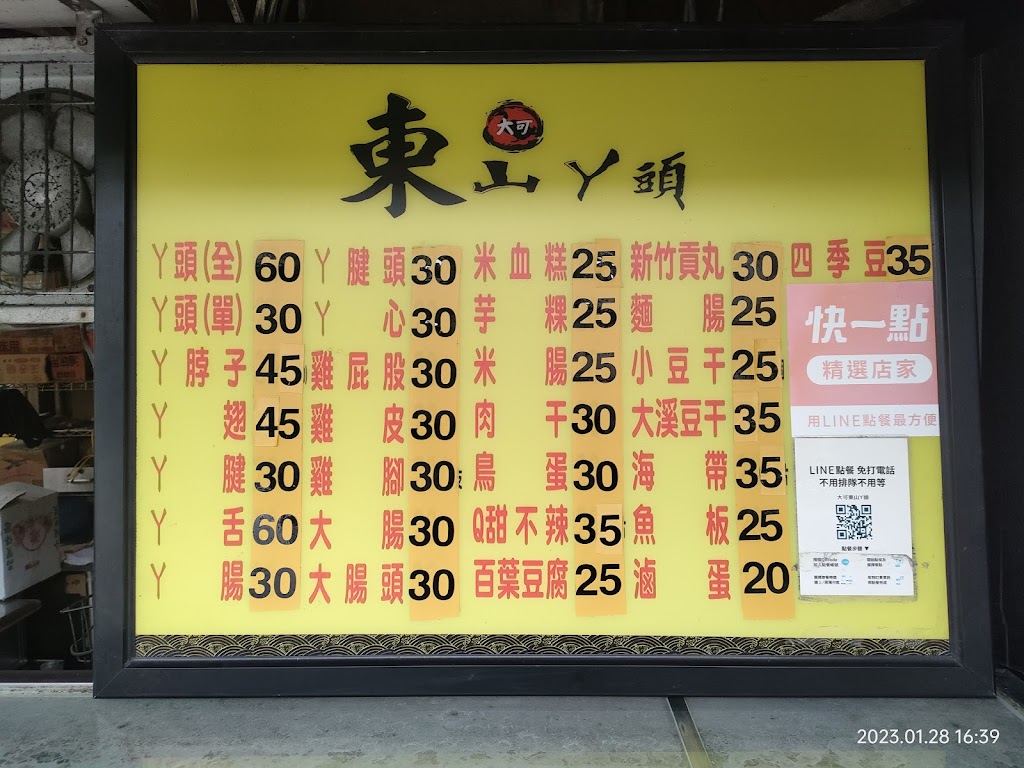 大可
東山丫頭
丫頭(全) 60 丫腱頭 30 米血糕 25 新竹貢丸 30 四季豆 35
丫頭(單) 30 丫心 30 芋粿 25 麵腸 25
丫脖子 45 雞屁股 30 米腸 25 小豆干 25
丫翅 45 雞皮 30 肉干 30 大溪豆干 35
丫腱 30 雞腳 30 鳥蛋 30 海帶 35
丫舌 60 大腸 30 Q甜不辣 35 魚板 25
丫腸 30 大腸頭 30 百葉豆腐 25 滷蛋 20
快一點
精選店家
用LINE點餐最方便
LINE點餐 免打電話
不用排隊不用等
大可東山丫頭
點餐步驟▼
2023.01.28 16:39